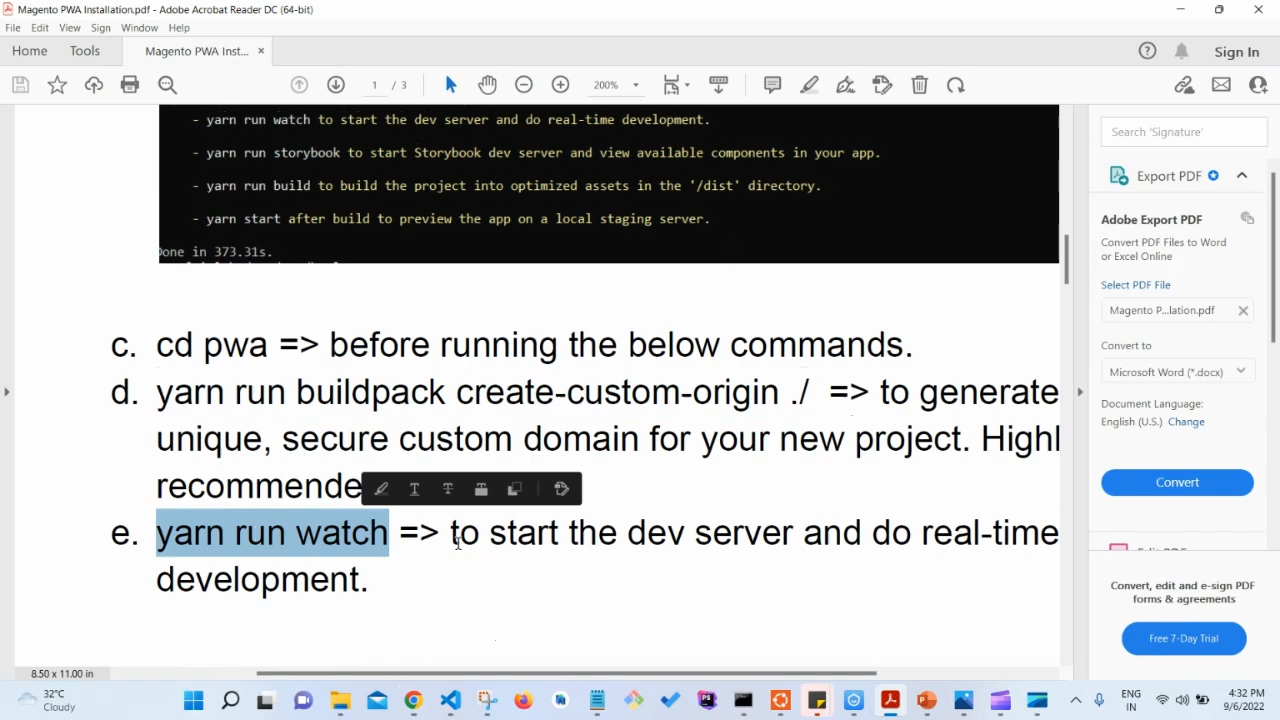 Magento PWA Installation.pdf - Adobe Acrobat Reader DC (64-bit)
File Edit View Sign Window Help
Home Tools Magento PWA Inst... × Sign In
1 / 3 200%
- yarn run watch to start the dev server and do real-time development.
- yarn run storybook to start Storybook dev server and view available components in your app.
- yarn run build to build the project into optimized assets in the '/dist' directory.
- yarn start after build to preview the app on a local staging server.
Done in 373.31s.
c. cd pwa => before running the below commands.
d. yarn run buildpack create-custom-origin ./ => to generate
unique, secure custom domain for your new project. Highl
recommende
e. yarn run watch => to start the dev server and do real-time
development.
8.50 x 11.00 in
Search 'Signature'
Export PDF
Adobe Export PDF
Convert PDF Files to Word
or Excel Online
Select PDF File
Magento P...lation.pdf
Convert to
Microsoft Word (*.docx)
Document Language:
English (U.S.) Change
Convert
Convert, edit and e-sign PDF
forms & agreements
Free 7-Day Trial
32°C
Cloudy
ENG
IN
4:32 PM
9/6/2022